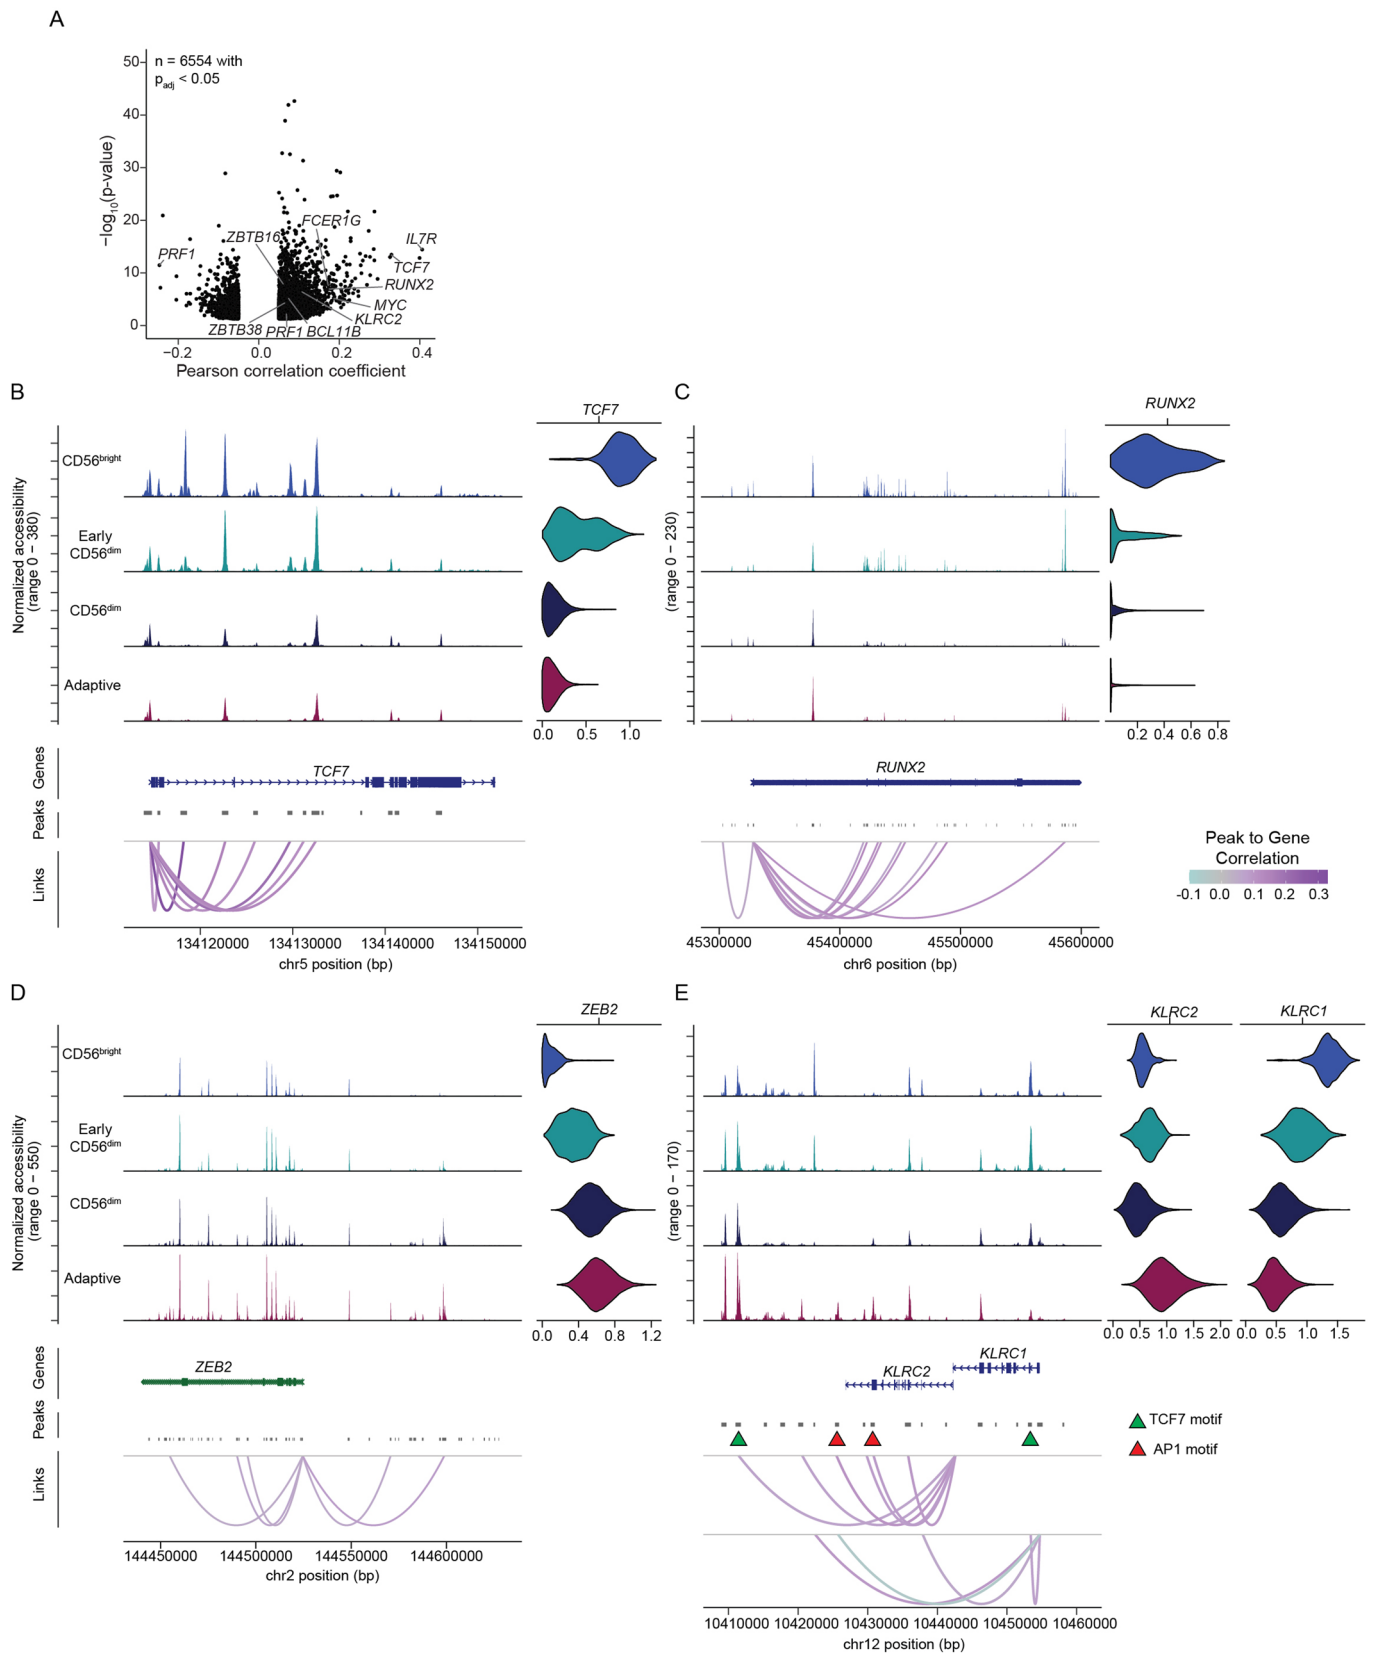 A
n = 6554 with
padj < 0.05
50
40
30
20
10
0
−log10(p-value)
FCER1G
ZBTB16
IL7R
PRF1
TCF7
RUNX2
MYC
KLRC2
ZBTB38 PRF1 BCL11B
−0.2 0.0 0.2 0.4
Pearson correlation coefficient
B
TCF7
Normalized accessibility
(range 0 – 380)
CD56bright
Early
CD56dim
CD56dim
Adaptive
0.0 0.5 1.0
Genes
TCF7
Peaks
Links
134120000 134130000 134140000 134150000
chr5 position (bp)
C
RUNX2
(range 0 – 230)
0.2 0.4 0.6 0.8
RUNX2
45300000 45400000 45500000 45600000
chr6 position (bp)
Peak to Gene
Correlation
-0.1 0.0 0.1 0.2 0.3
D
ZEB2
Normalized accessibility
(range 0 – 550)
CD56bright
Early
CD56dim
CD56dim
Adaptive
0.0 0.4 0.8 1.2
Genes
ZEB2
Peaks
Links
144450000 144500000 144550000 144600000
chr2 position (bp)
E
KLRC2 KLRC1
(range 0 – 170)
0.0 0.5 1.0 1.5 2.0 0.0 0.5 1.0 1.5
KLRC1
KLRC2
TCF7 motif
AP1 motif
10410000 10420000 10430000 10440000 10450000 10460000
chr12 position (bp)